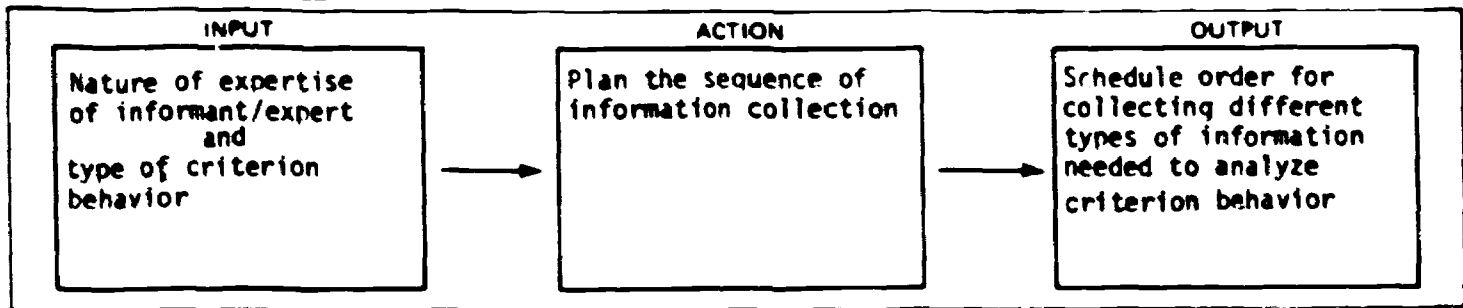 INPUT
Nature of expertise
of informant/expert
and
type of criterion
behavior
ACTION
Plan the sequence of
information collection
OUTPUT
Schedule order for
collecting different
types of information
needed to analyze
criterion behavior